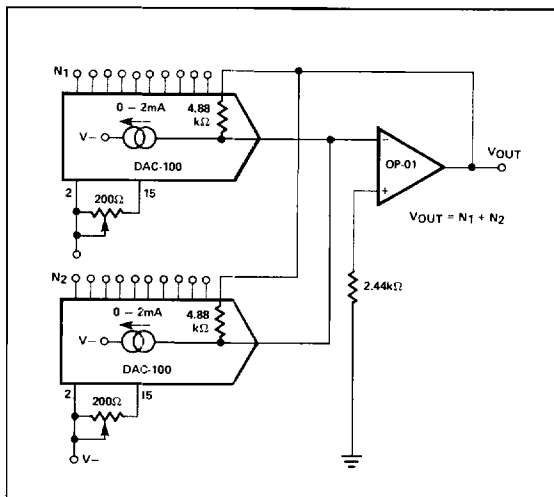 N1
0 – 2mA
4.88
kΩ
V–
DAC-100
2
15
200Ω
N2
0 – 2mA
4.88
kΩ
V–
DAC-100
2
15
200Ω
V–
–
OP-01
+
VOUT
VOUT = N1 + N2
2.44kΩ